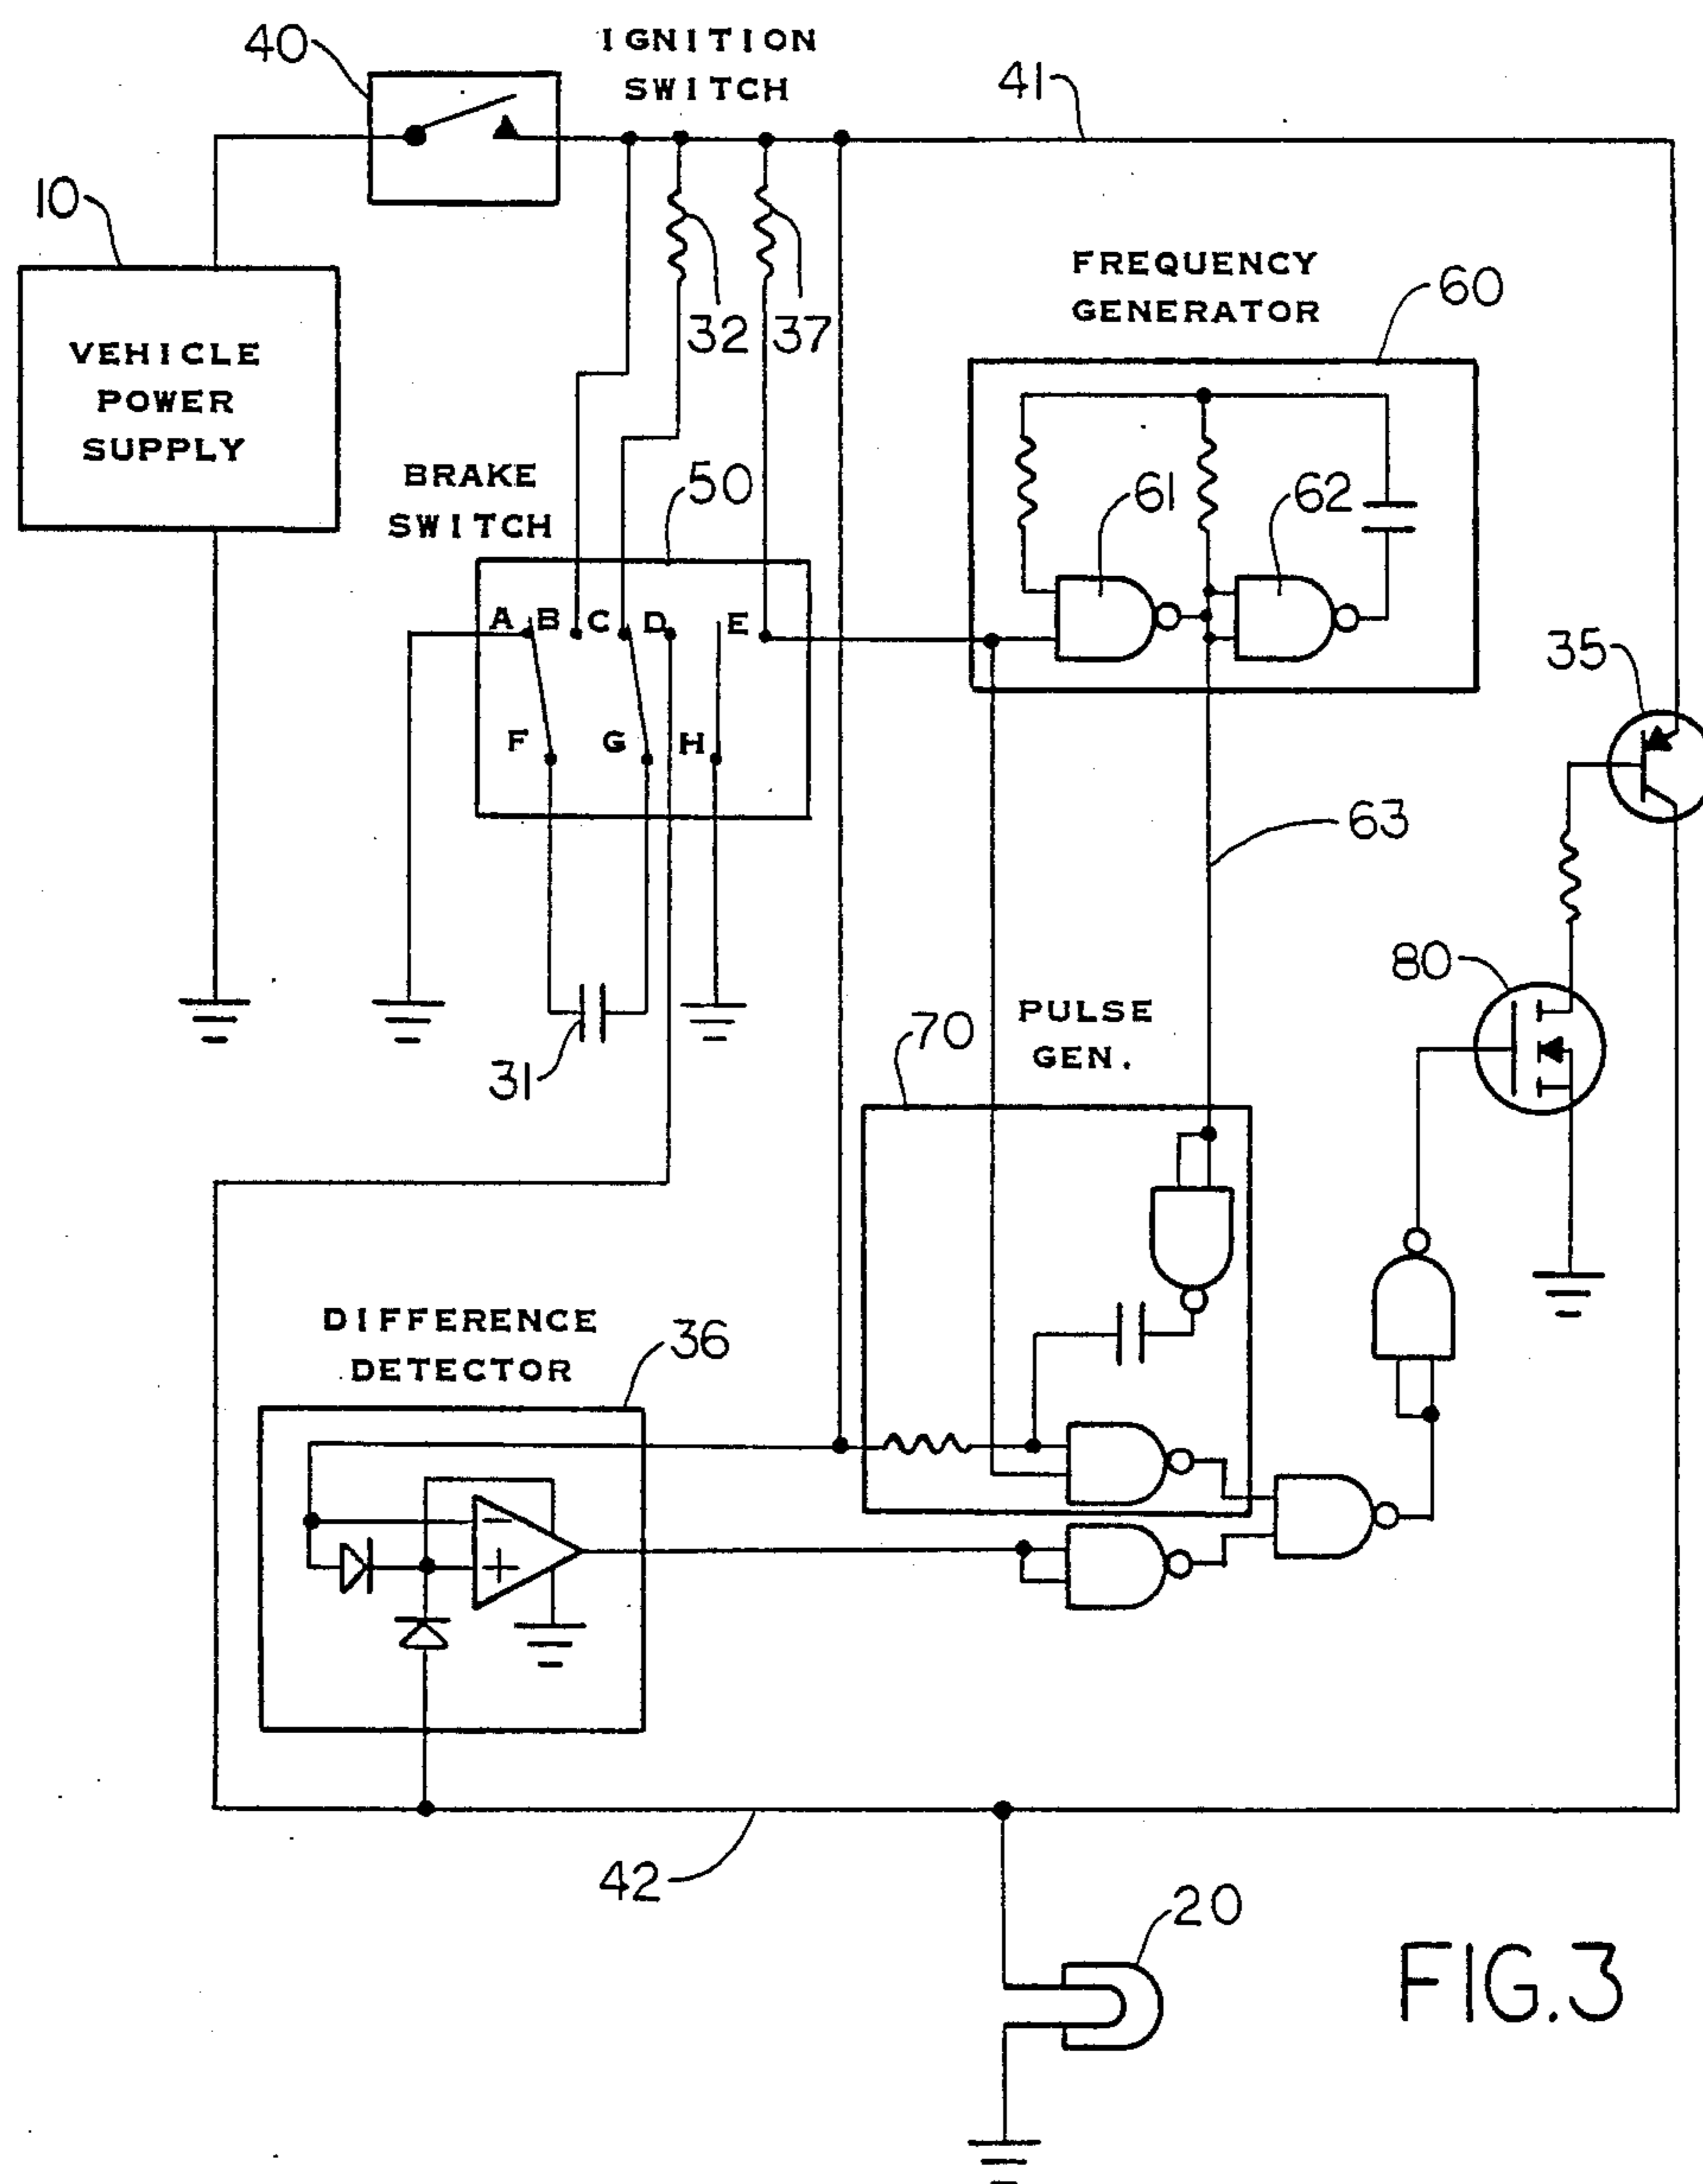 40
IGNITION
SWITCH
41
10
VEHICLE
POWER
SUPPLY
32
37
FREQUENCY
GENERATOR
60
BRAKE
SWITCH
50
61
62
A
B
C
D
E
F
G
H
35
63
31
80
70
PULSE
GEN.
DIFFERENCE
DETECTOR
36
−
+
42
20
FIG.3